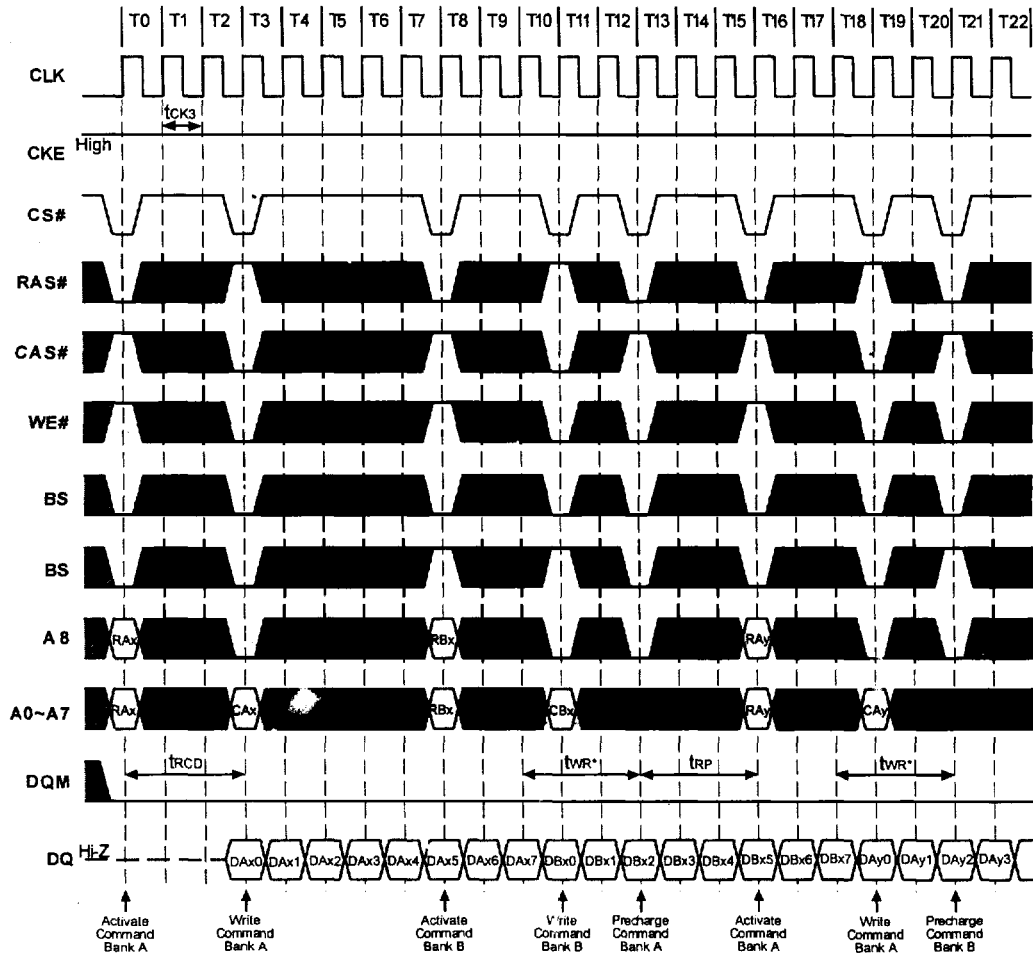 T0 T1 T2 T3 T4 T5 T6 T7 T8 T9 T10 T11 T12 T13 T14 T15 T16 T17 T18 T19 T20 T21 T22
CLK
tCK3
CKE High
CS#
RAS#
CAS#
WE#
BS
BS
A8 RAx RBx RAy
A0~A7 RAx CAx RBx CBx RAy CAy
tRCD tWR* tRP tWR*
DQM
DQ Hi-Z DAx0 DAx1 DAx2 DAx3 DAx4 DAx5 DAx6 DAx7 DBx0 DBx1 DBx2 DBx3 DBx4 DBx5 DBx6 DBx7 DAy0 DAy1 DAy2 DAy3
Activate Write Activate Write Precharge Activate Write Precharge
Command Command Command Command Command Command Command Command
Bank A Bank A Bank B Bank B Bank A Bank A Bank A Bank B